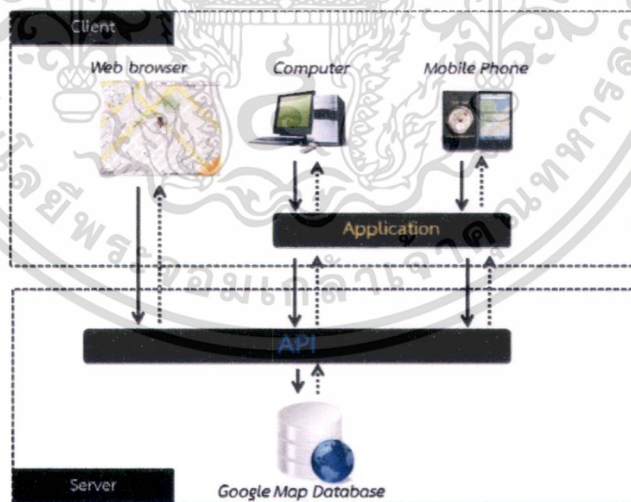 Client
Web browser Computer Mobile Phone
Application
API
Server
Google Map Database